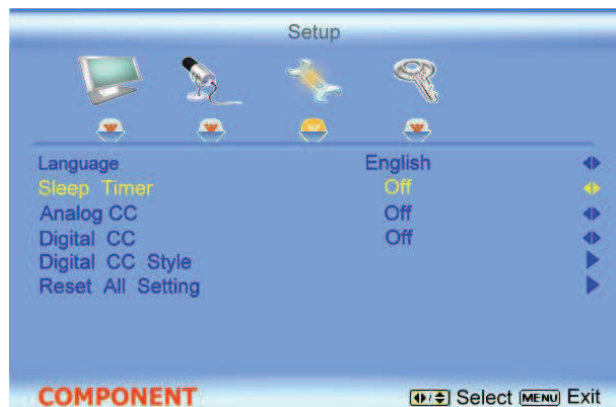 Setup
Language English
Sleep Timer Off
Analog CC Off
Digital CC Off
Digital CC Style
Reset All Setting
COMPONENT Select MENU Exit